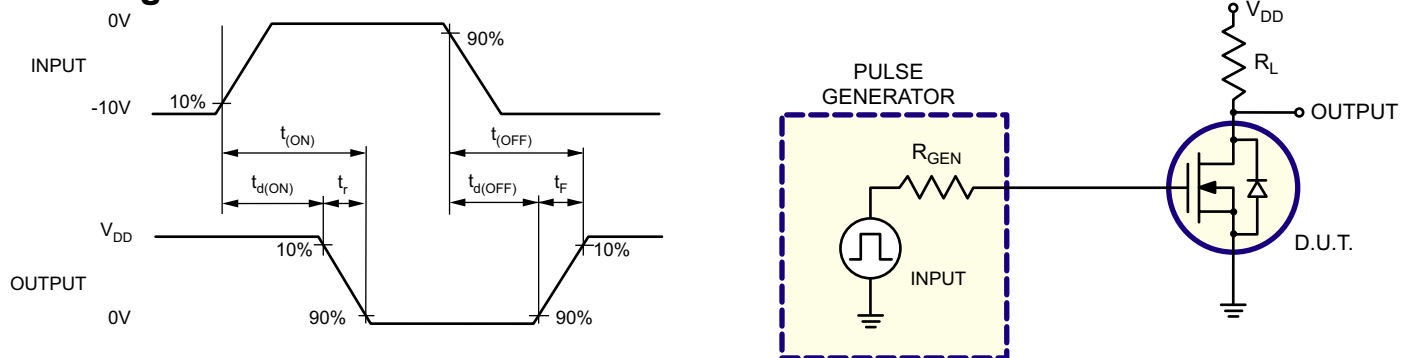 0V
INPUT
-10V
10%
90%
t(ON)
t(OFF)
td(ON)
tr
td(OFF)
tF
VDD
10%
10%
OUTPUT
0V
90%
90%
VDD
RL
OUTPUT
PULSE
GENERATOR
RGEN
INPUT
D.U.T.